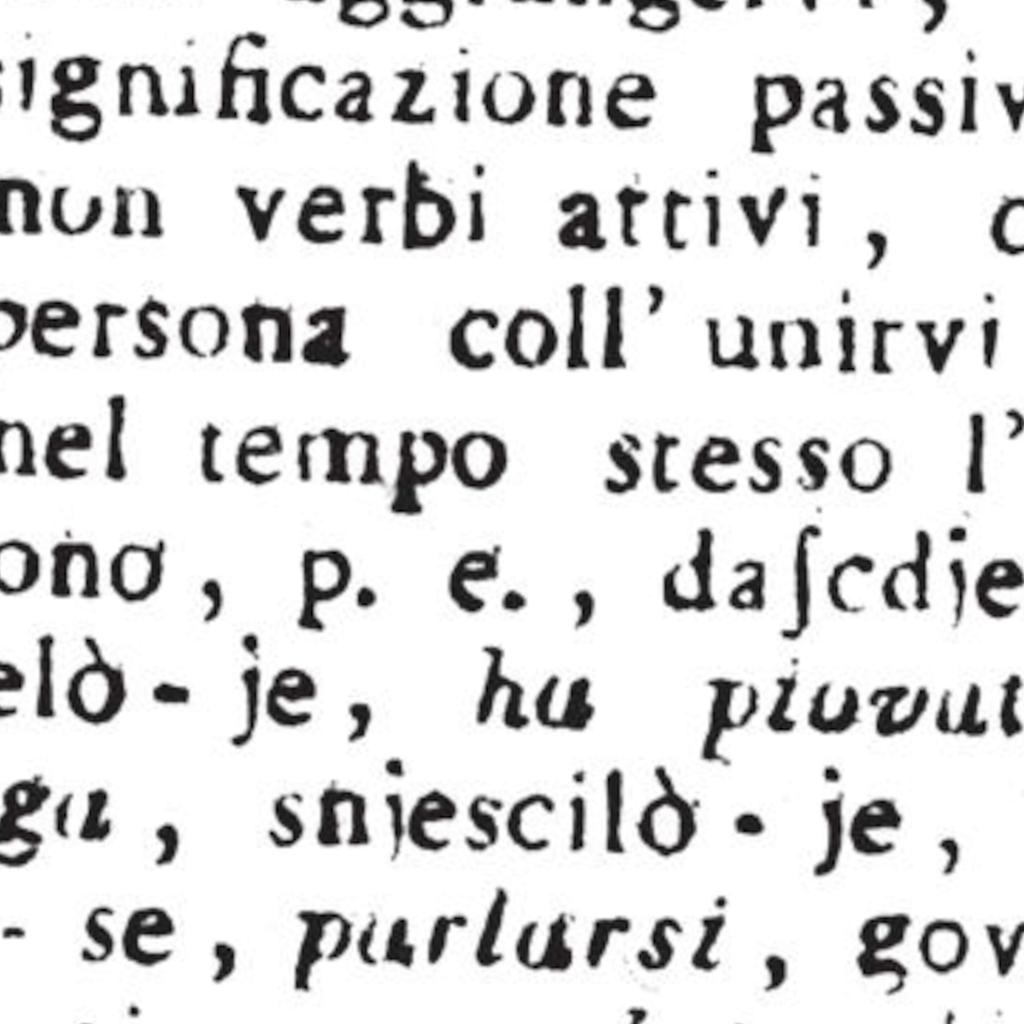 significazione passiv
non verbi attivi, c
persona coll' unirvi
nel tempo stesso l'
ono, p. e., daſcdje
elò-je, ha piovut
ga, snjescilò-je,
- se, parlarsi, gov